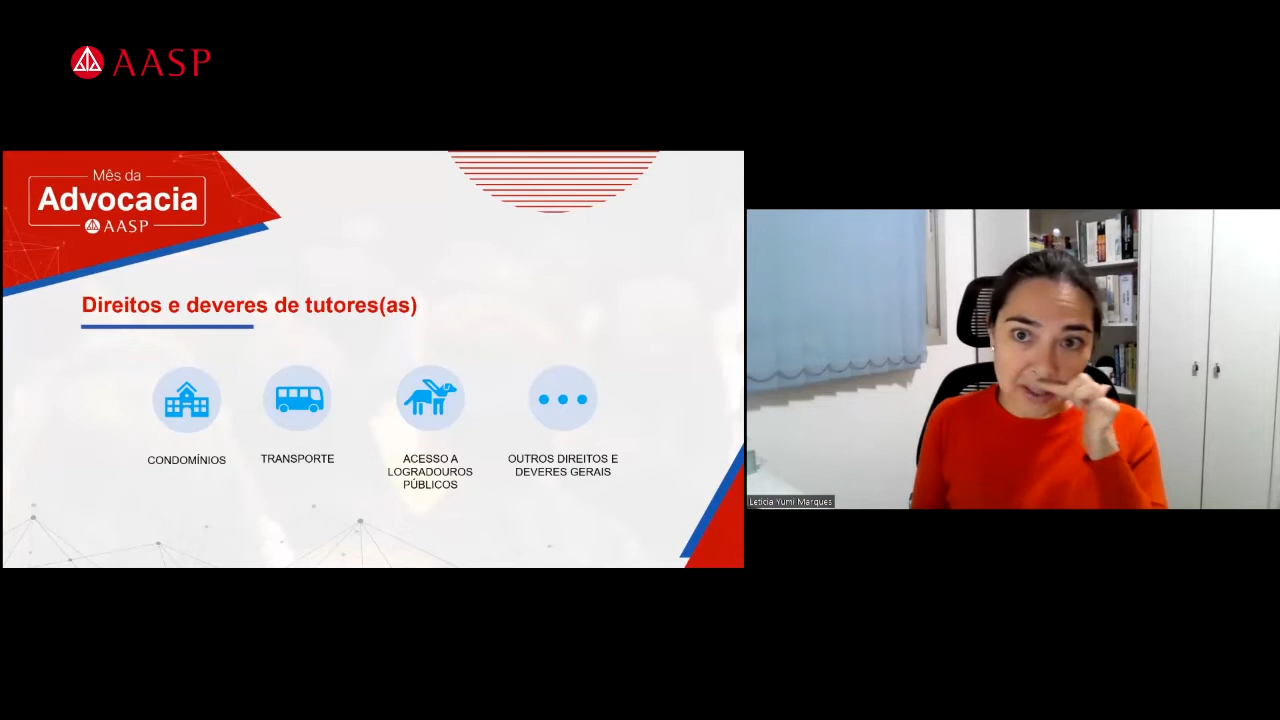 AASP
Mês da
Advocacia
AASP
Direitos e deveres de tutores(as)
CONDOMÍNIOS
TRANSPORTE
ACESSO A
LOGRADOUROS
PÚBLICOS
OUTROS DIREITOS E
DEVERES GERAIS
Leticia Yumi Marques